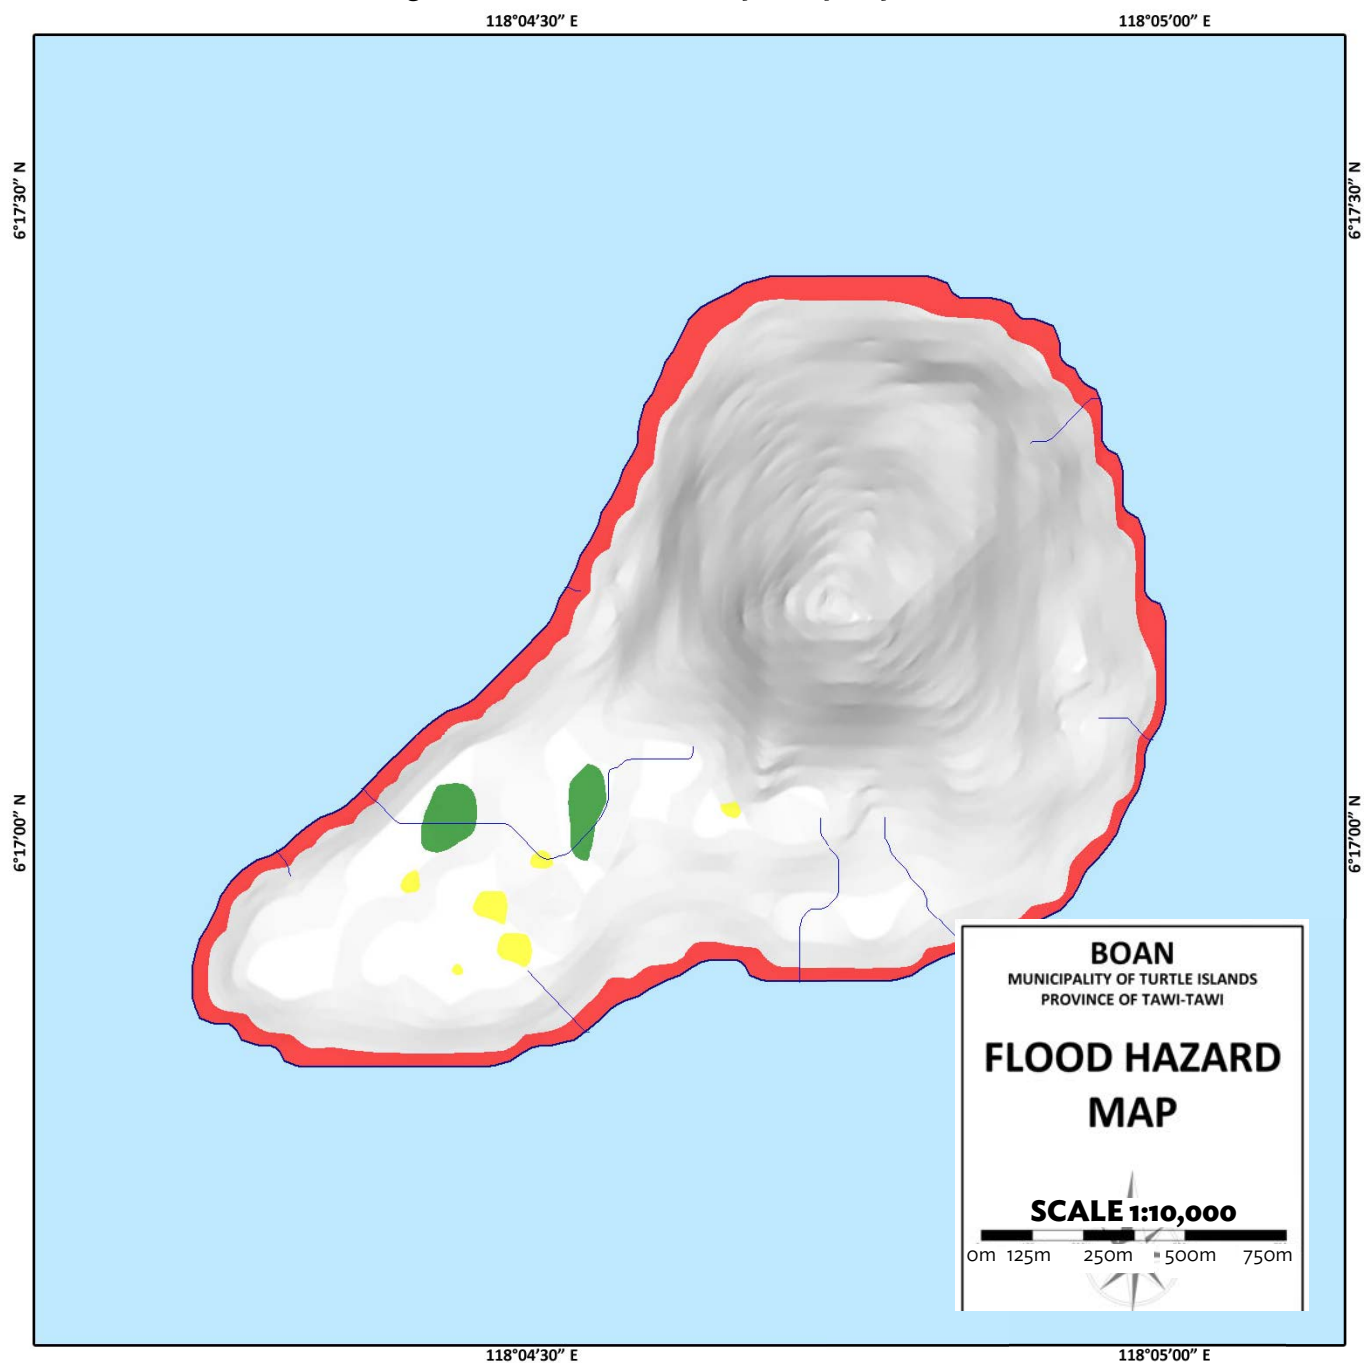 118°04'30" E 118°05'00" E
6°17'30" N 6°17'30" N
6°17'00" N 6°17'00" N
BOAN
MUNICIPALITY OF TURTLE ISLANDS
PROVINCE OF TAWI-TAWI
FLOOD HAZARD
MAP
SCALE 1:10,000
0m 125m 250m 500m 750m
118°04'30" E 118°05'00" E